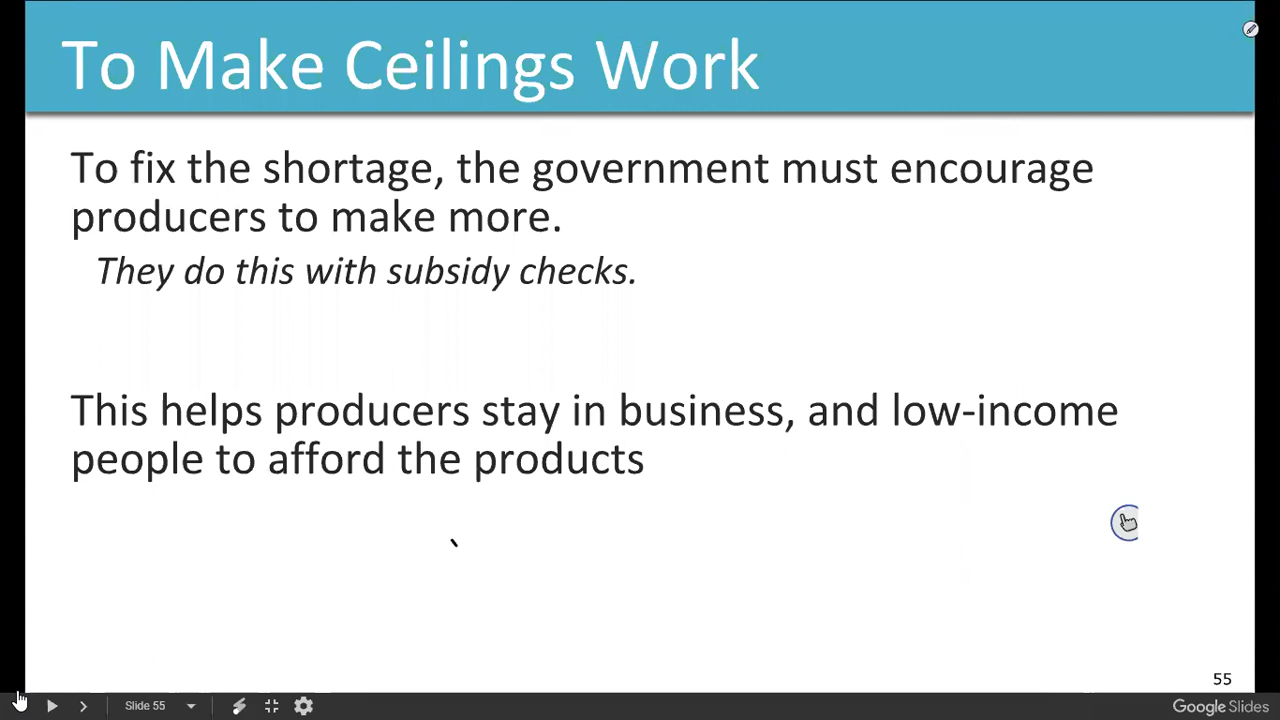 To Make Ceilings Work
To fix the shortage, the government must encourage
producers to make more.
They do this with subsidy checks.
This helps producers stay in business, and low-income
people to afford the products
55
Slide 55
Google Slides